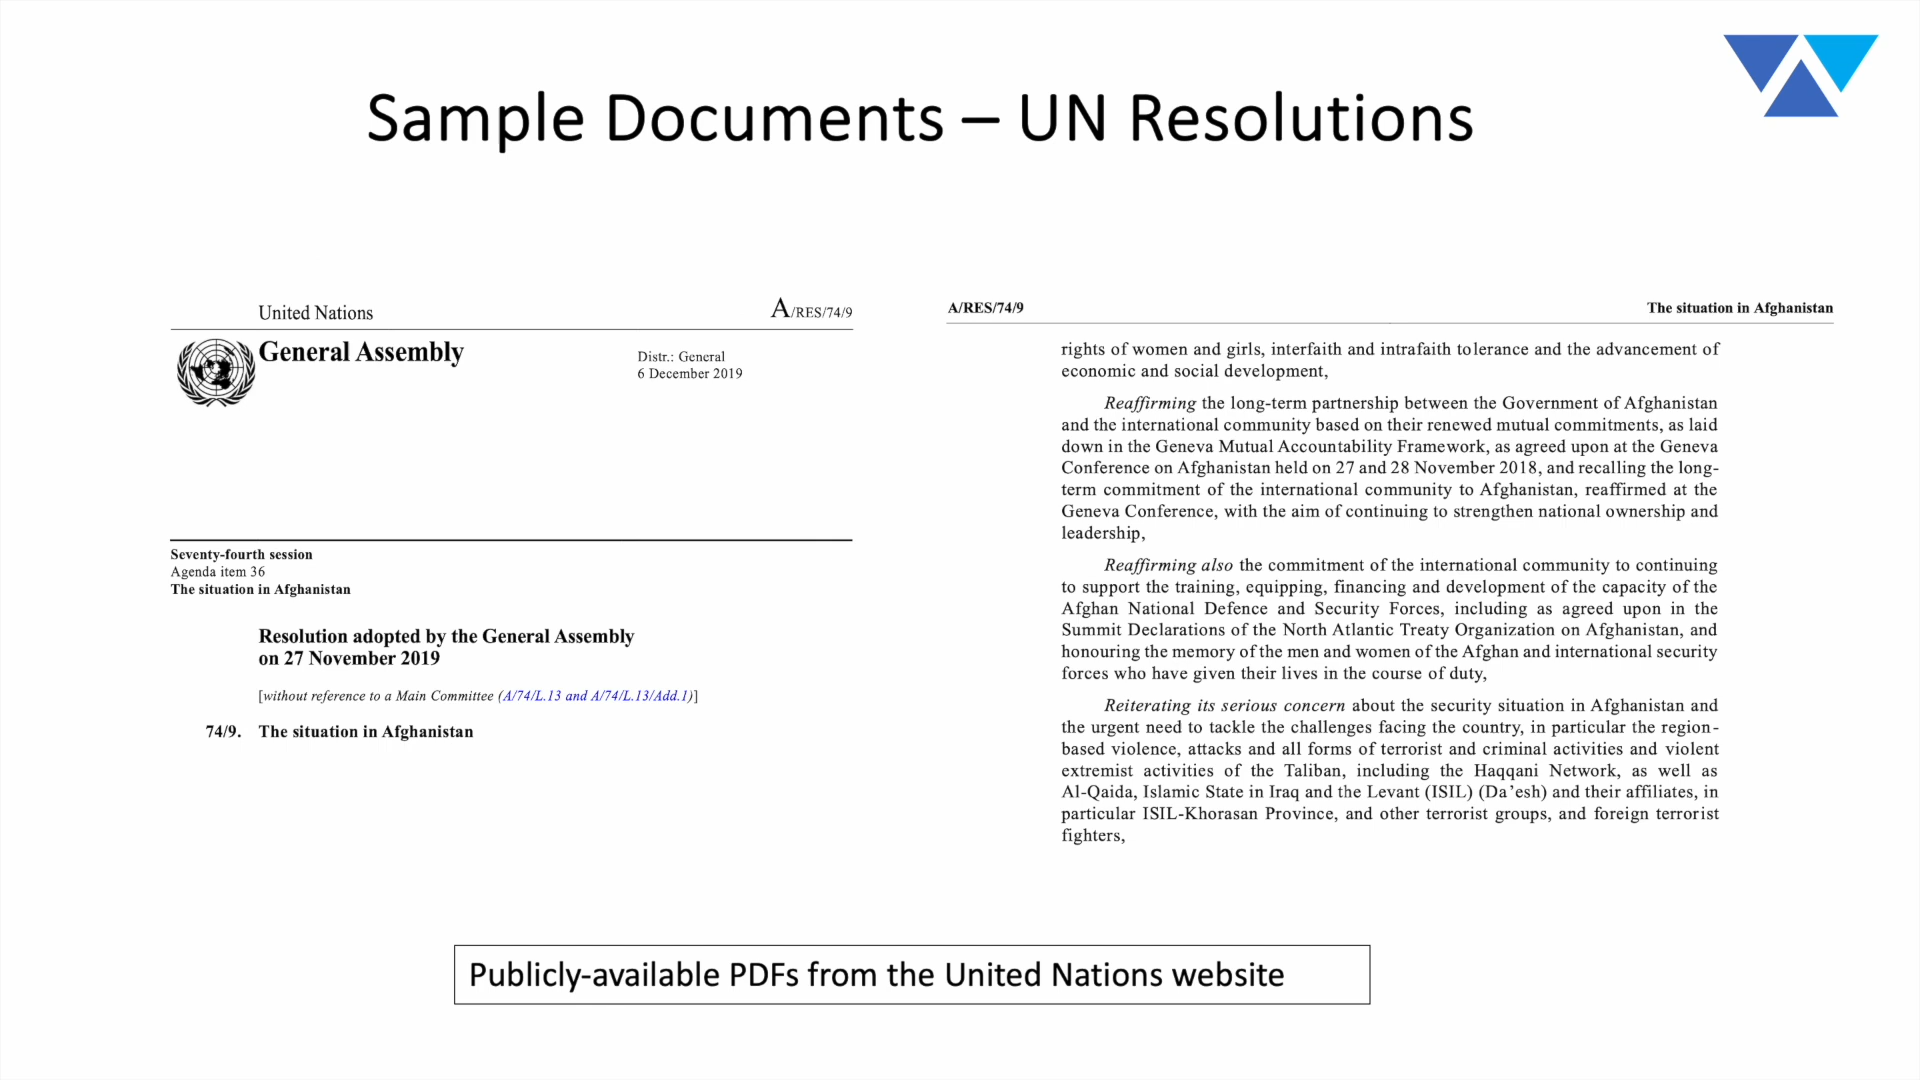 Sample Documents – UN Resolutions
United Nations
A/RES/74/9
General Assembly
Distr.: General
6 December 2019
Seventy-fourth session
Agenda item 36
The situation in Afghanistan
Resolution adopted by the General Assembly
on 27 November 2019
[without reference to a Main Committee (A/74/L.13 and A/74/L.13/Add.1)]
74/9. The situation in Afghanistan
A/RES/74/9
The situation in Afghanistan
rights of women and girls, interfaith and intrafaith tolerance and the advancement of
economic and social development,
Reaffirming the long-term partnership between the Government of Afghanistan
and the international community based on their renewed mutual commitments, as laid
down in the Geneva Mutual Accountability Framework, as agreed upon at the Geneva
Conference on Afghanistan held on 27 and 28 November 2018, and recalling the long-
term commitment of the international community to Afghanistan, reaffirmed at the
Geneva Conference, with the aim of continuing to strengthen national ownership and
leadership,
Reaffirming also the commitment of the international community to continuing
to support the training, equipping, financing and development of the capacity of the
Afghan National Defence and Security Forces, including as agreed upon in the
Summit Declarations of the North Atlantic Treaty Organization on Afghanistan, and
honouring the memory of the men and women of the Afghan and international security
forces who have given their lives in the course of duty,
Reiterating its serious concern about the security situation in Afghanistan and
the urgent need to tackle the challenges facing the country, in particular the region-
based violence, attacks and all forms of terrorist and criminal activities and violent
extremist activities of the Taliban, including the Haqqani Network, as well as
Al-Qaida, Islamic State in Iraq and the Levant (ISIL) (Da’esh) and their affiliates, in
particular ISIL-Khorasan Province, and other terrorist groups, and foreign terrorist
fighters,
Publicly-available PDFs from the United Nations website